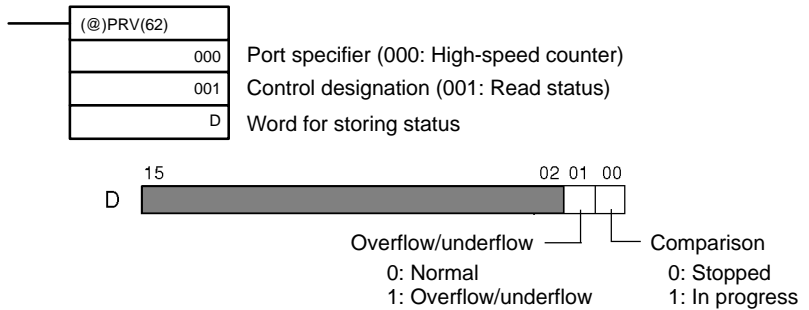 (@)PRV(62)
000 Port specifier (000: High-speed counter)
001 Control designation (001: Read status)
D Word for storing status
15 02 01 00
D
Overflow/underflow Comparison
0: Normal 0: Stopped
1: Overflow/underflow 1: In progress